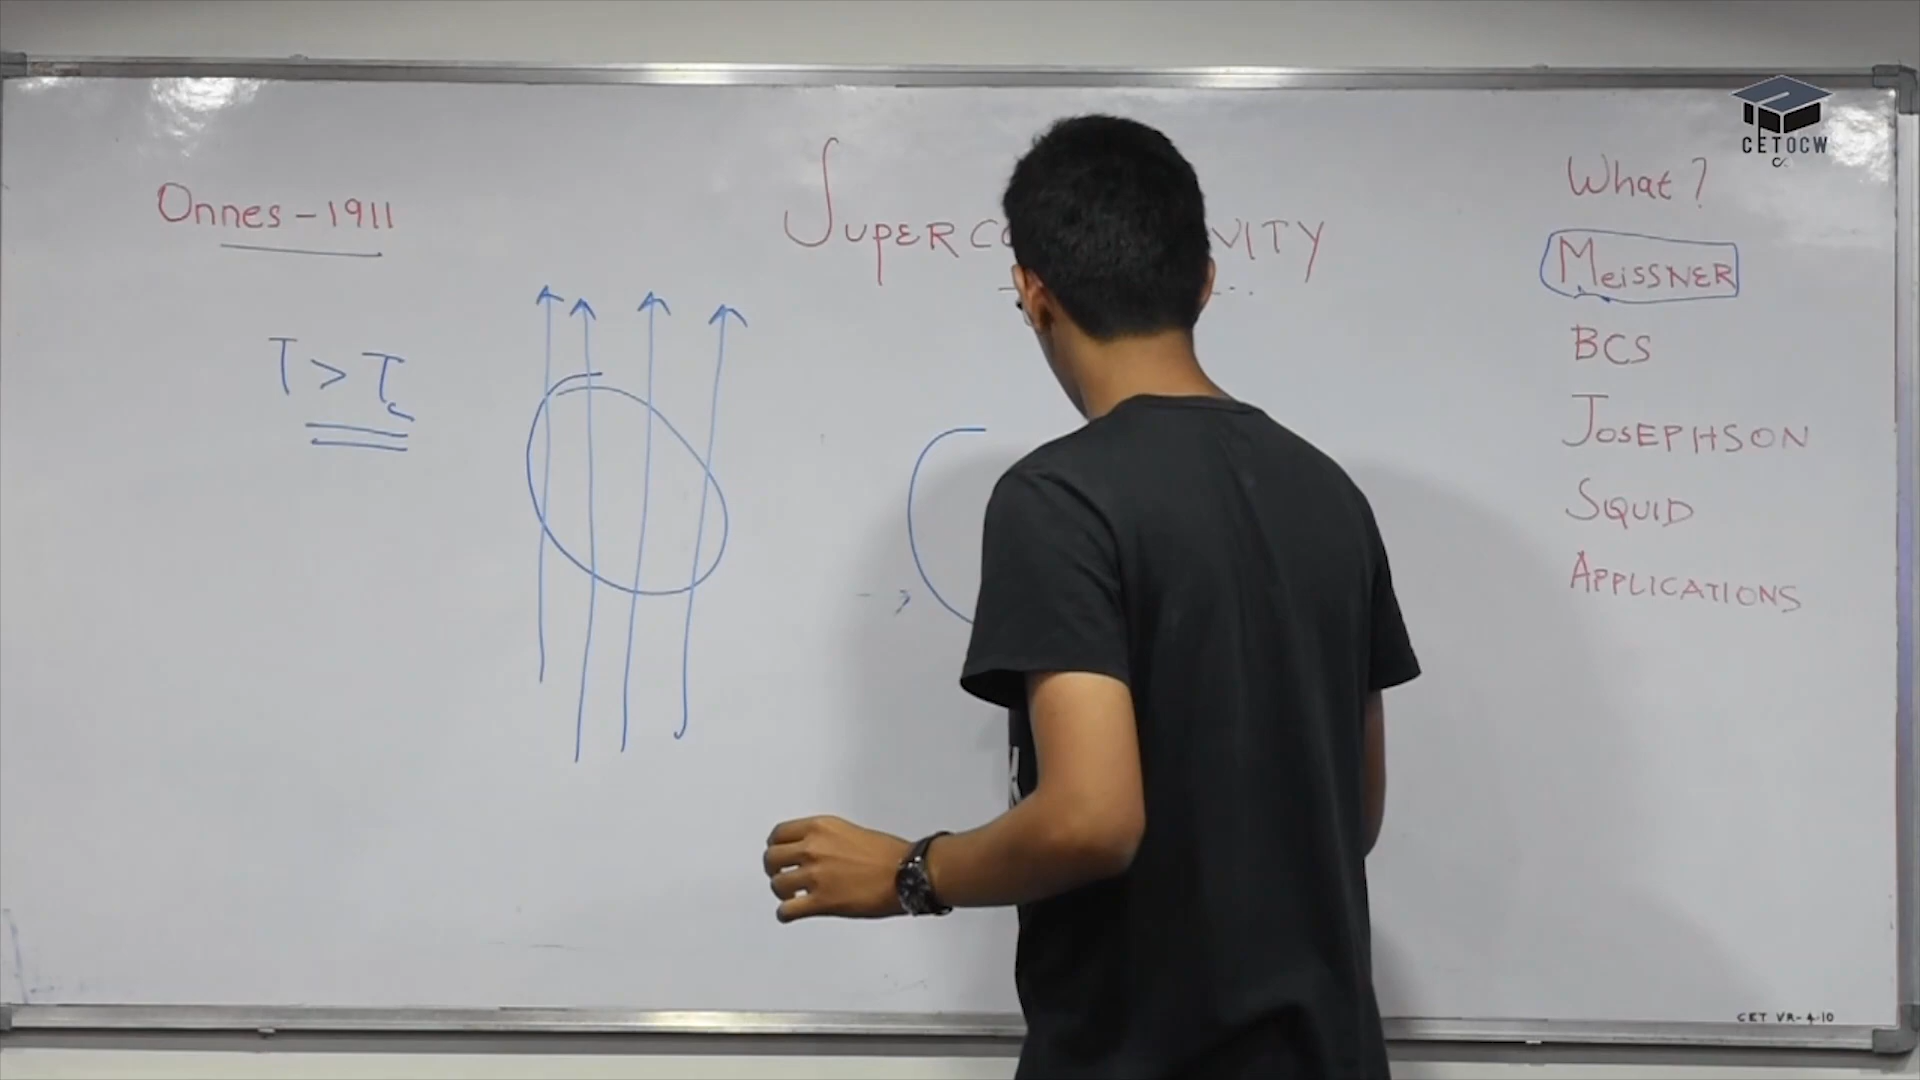 CETOCW
What?
Onnes - 1911
MEISSNER
T > Tc
BCS
JOSEPHSON
SQUID
APPLICATIONS
CET VR-4-10